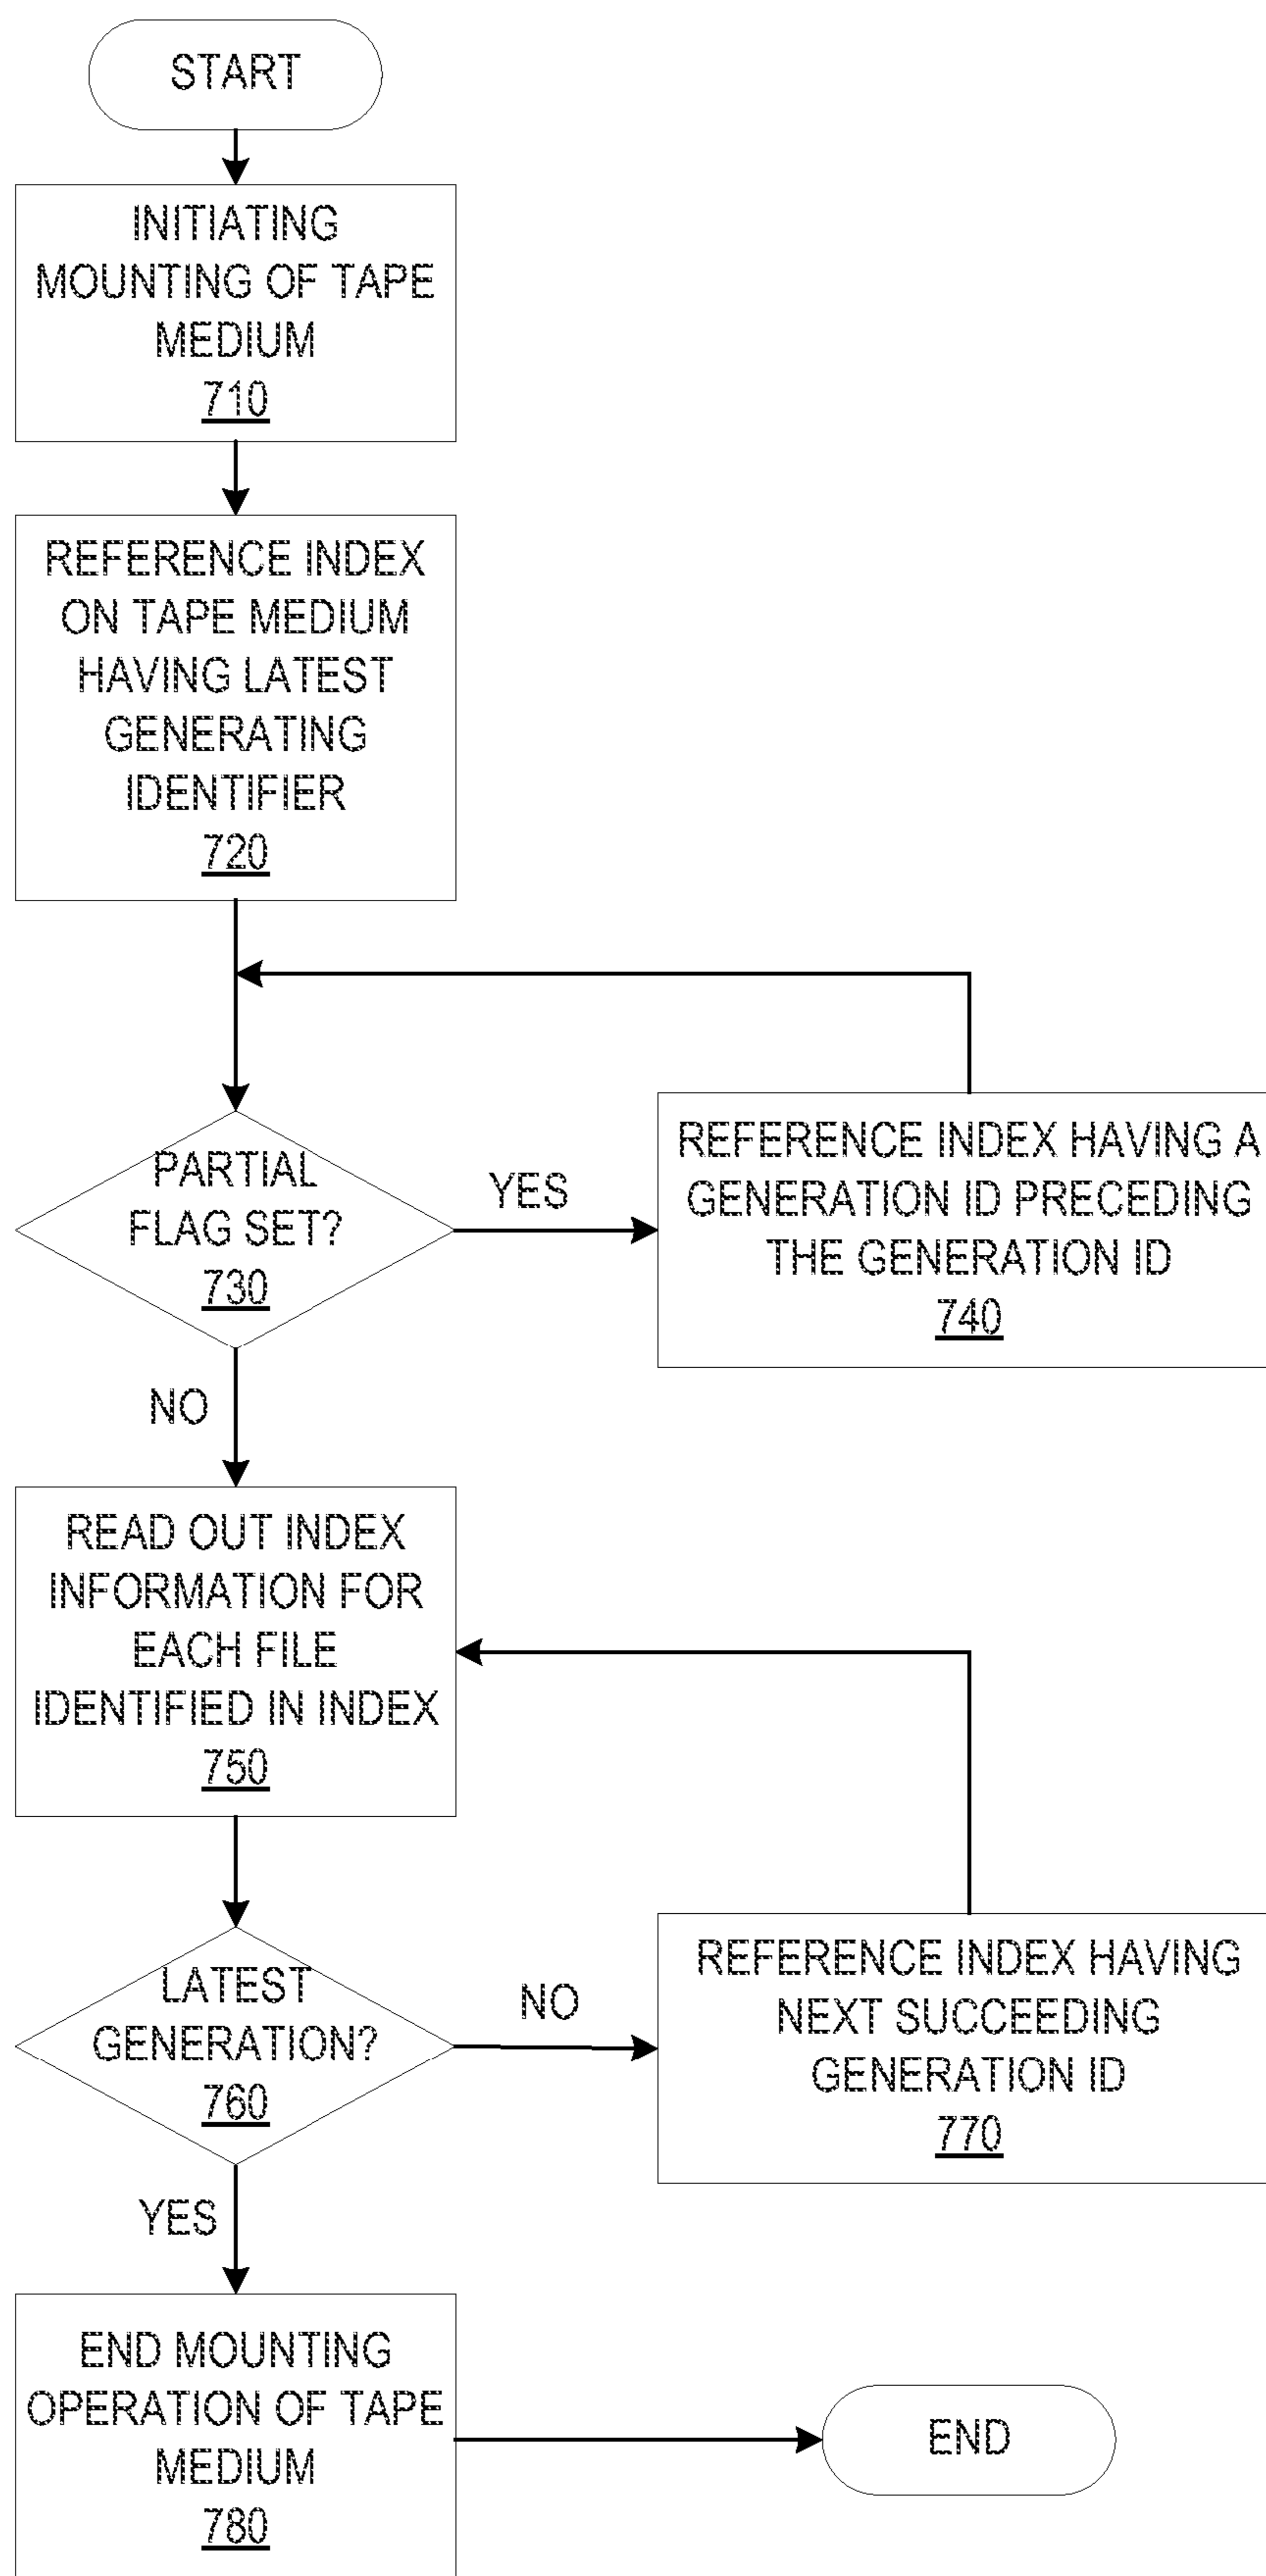 START
INITIATING
MOUNTING OF TAPE
MEDIUM
710
REFERENCE INDEX
ON TAPE MEDIUM
HAVING LATEST
GENERATING
IDENTIFIER
720
PARTIAL
FLAG SET?
730
YES
REFERENCE INDEX HAVING A
GENERATION ID PRECEDING
THE GENERATION ID
740
NO
READ OUT INDEX
INFORMATION FOR
EACH FILE
IDENTIFIED IN INDEX
750
LATEST
GENERATION?
760
NO
REFERENCE INDEX HAVING
NEXT SUCCEEDING
GENERATION ID
770
YES
END MOUNTING
OPERATION OF TAPE
MEDIUM
780
END